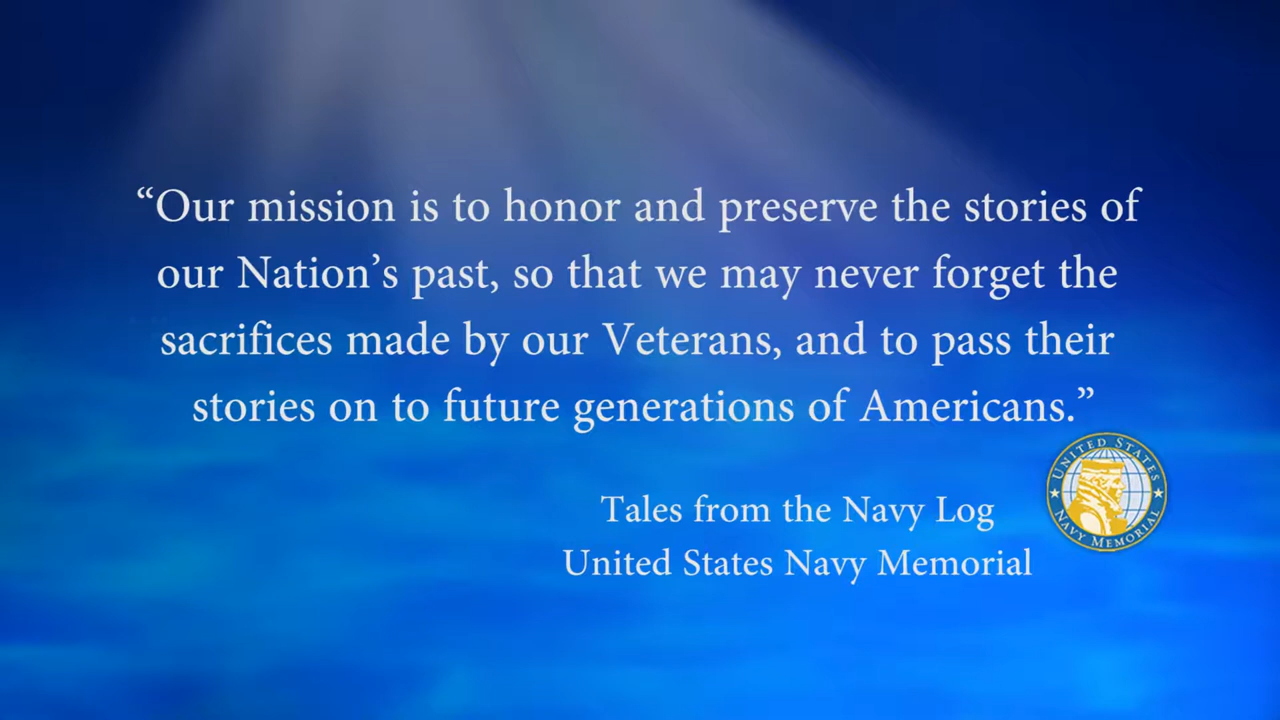 “Our mission is to honor and preserve the stories of
our Nation’s past, so that we may never forget the
sacrifices made by our Veterans, and to pass their
stories on to future generations of Americans.”
Tales from the Navy Log
United States Navy Memorial
UNITED STATES
NAVY MEMORIAL